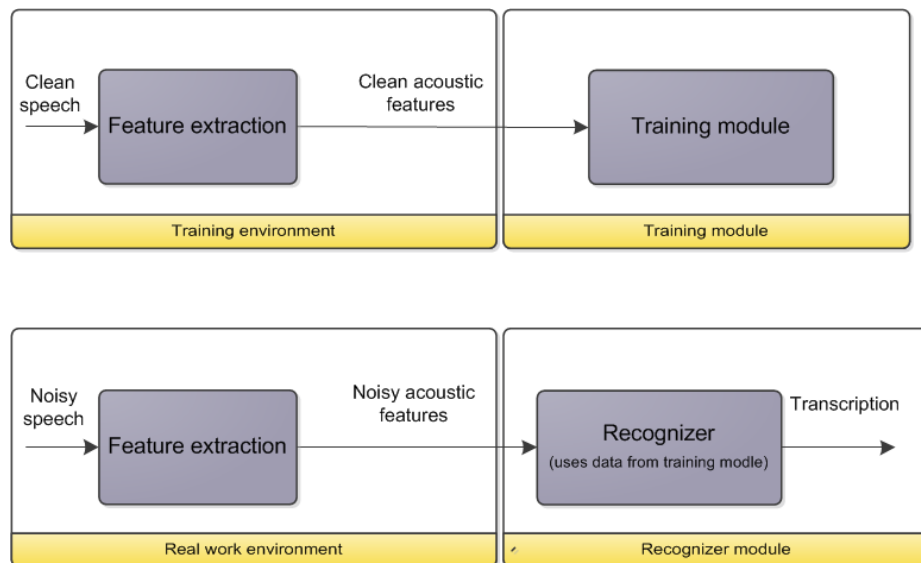 Clean
speech
Feature extraction
Clean acoustic
features
Training module
Training environment
Training module
Noisy
speech
Feature extraction
Noisy acoustic
features
Recognizer
(uses data from training modle)
Transcription
Real work environment
Recognizer module